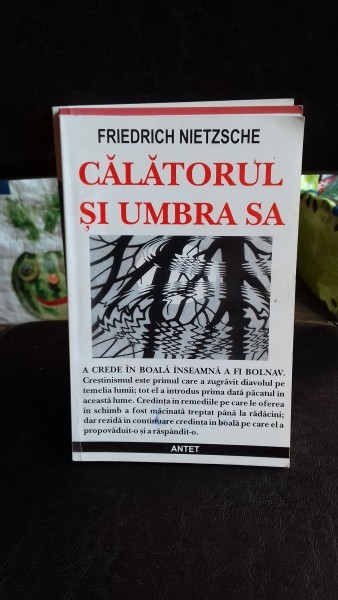 FRIEDRICH NIETZSCHE
CĂLĂTORUL
ȘI UMBRA SA
A CREDE ÎN BOALĂ ÎNSEAMNĂ A FI BOLNAV.
Creștinismul este primul care a zugrăvit diavolul pe
temelia lumii; tot el a introdus prima dată păcatul în
această lume. Credința în remediile pe care le oferea
în schimb a fost măcinată treptat până la rădăcini;
dar rezidă în continuare credința în boală pe care el a
propovăduit-o și a răspândit-o.
ANTET